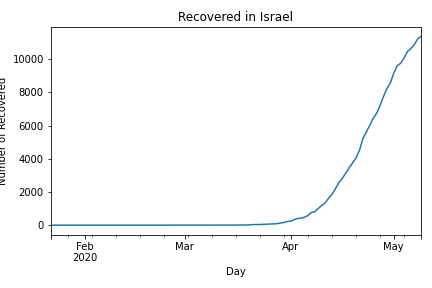 Recovered in Israel
10000
8000
6000
4000
2000
0
Number of Recovered
Feb
2020
Mar
Apr
May
Day